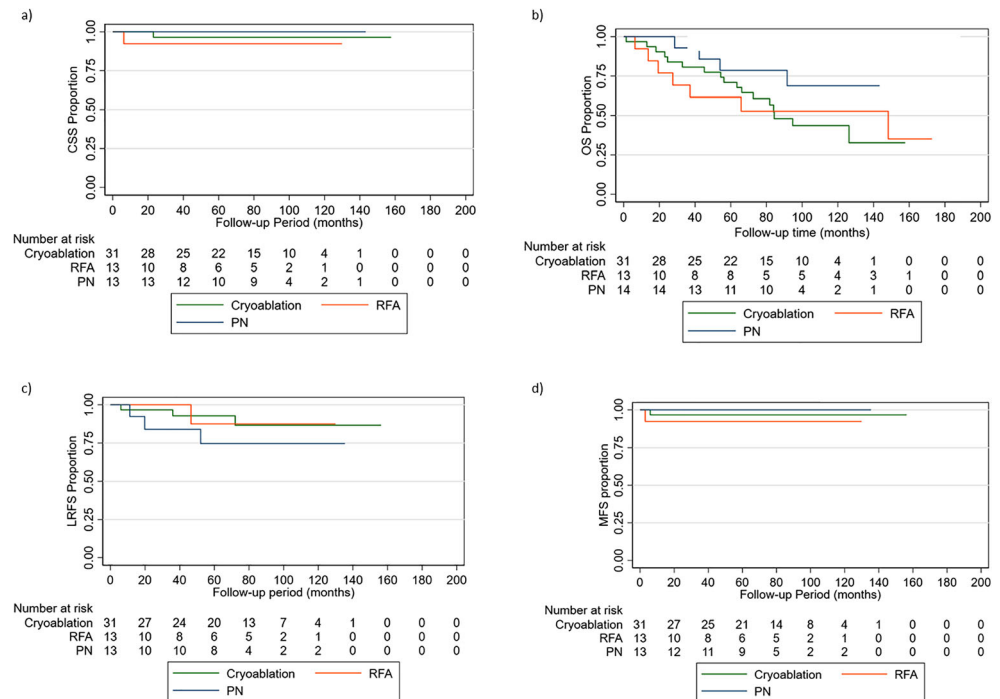 a)
CSS Proportion
1.00
0.75
0.50
0.25
0.00
0 20 40 60 80 100 120 140 160 180 200
Follow-up Period (months)
Number at risk
Cryoablation 31 28 25 22 15 10 4 1 0 0 0
RFA 13 10 8 6 5 2 1 0 0 0 0
PN 13 13 12 10 9 4 2 1 0 0 0
Cryoablation RFA
PN
b)
OS Proportion
1.00
0.75
0.50
0.25
0.00
0 20 40 60 80 100 120 140 160 180 200
Follow-up time (months)
Number at risk
Cryoablation 31 28 25 22 15 10 4 1 0 0 0
RFA 13 10 8 8 5 5 4 3 1 0 0
PN 14 14 13 11 10 4 2 1 0 0 0
Cryoablation RFA
PN
c)
LRFS Proportion
1.00
0.75
0.50
0.25
0.00
0 20 40 60 80 100 120 140 160 180 200
Follow-up period (months)
Number at risk
Cryoablation 31 27 24 20 13 7 4 1 0 0 0
RFA 13 10 8 6 5 2 1 0 0 0 0
PN 13 10 10 8 4 2 2 0 0 0 0
Cryoablation RFA
PN
d)
MFS proportion
1.00
0.75
0.50
0.25
0.00
0 20 40 60 80 100 120 140 160 180 200
Follow-up Period (months)
Number at risk
Cryoablation 31 27 25 21 14 8 4 1 0 0 0
RFA 13 10 8 6 5 2 1 0 0 0 0
PN 13 12 11 9 5 2 2 0 0 0 0
Cryoablation RFA
PN